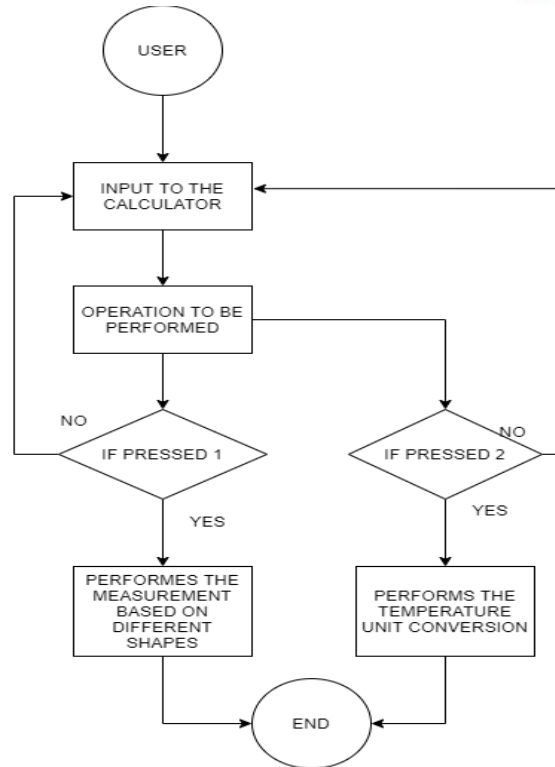 USER
INPUT TO THE
CALCULATOR
OPERATION TO BE
PERFORMED
NO
IF PRESSED 1
IF PRESSED 2
NO
YES
YES
PERFORMES THE
MEASUREMENT
BASED ON
DIFFERENT
SHAPES
PERFORMS THE
TEMPERATURE
UNIT CONVERSION
END